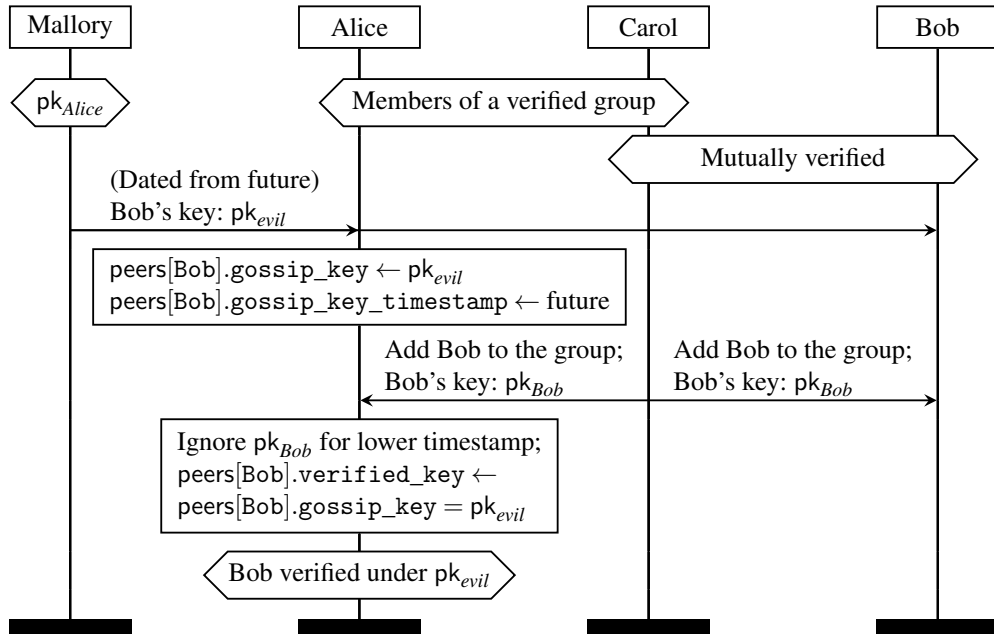 Mallory
Alice
Carol
Bob
pk_Alice
Members of a verified group
Mutually verified
(Dated from future)
Bob's key: pk_evil
peers[Bob].gossip_key ← pk_evil
peers[Bob].gossip_key_timestamp ← future
Add Bob to the group;
Bob's key: pk_Bob
Add Bob to the group;
Bob's key: pk_Bob
Ignore pk_Bob for lower timestamp;
peers[Bob].verified_key ←
peers[Bob].gossip_key = pk_evil
Bob verified under pk_evil